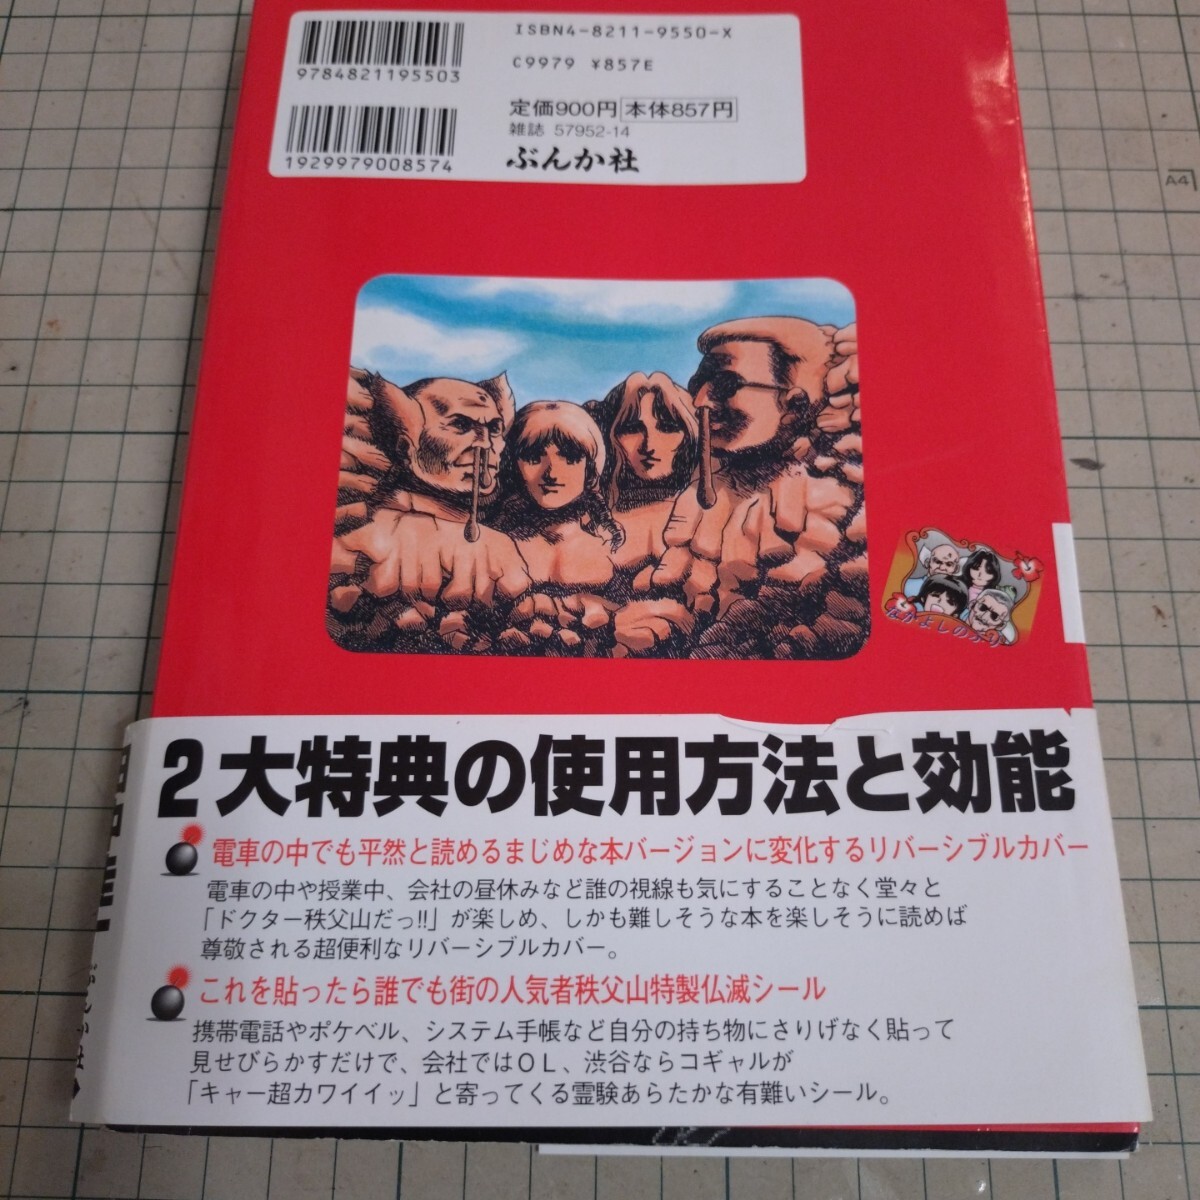 ISBN4-8211-9550-X
C9979 ¥857E
9784821195503
定価900円 本体857円
雑誌 57952-14
1929979008574
ぶんか社
A4
なかよしのふり
2大特典の使用方法と効能
電車の中でも平然と読めるまじめな本バージョンに変化するリバーシブルカバー
電車の中や授業中、会社の昼休みなど誰の視線も気にすることなく堂々と
「ドクター秩父山だっ!!」が楽しめ、しかも難しそうな本を楽しそうに読めば
尊敬される超便利なリバーシブルカバー。
これを貼ったら誰でも街の人気者秩父山特製仏滅シール
携帯電話やポケベル、システム手帳など自分の持ち物にさりげなく貼って
見せびらかすだけで、会社ではOL、渋谷ならコギャルが
「キャー超カワイイッ」と寄ってくる霊験あらたかな有難いシール。
ぶんか社